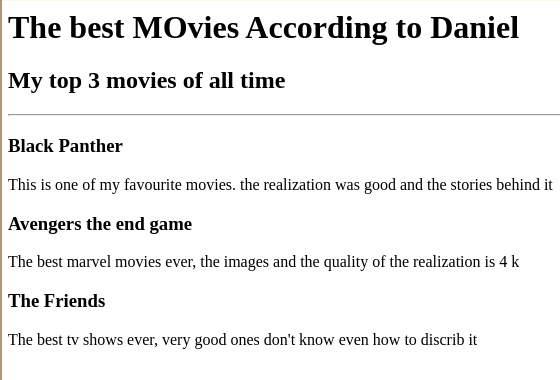 The best MOvies According to Daniel
My top 3 movies of all time
Black Panther
This is one of my favourite movies. the realization was good and the stories behind it
Avengers the end game
The best marvel movies ever, the images and the quality of the realization is 4 k
The Friends
The best tv shows ever, very good ones don't know even how to discrib it